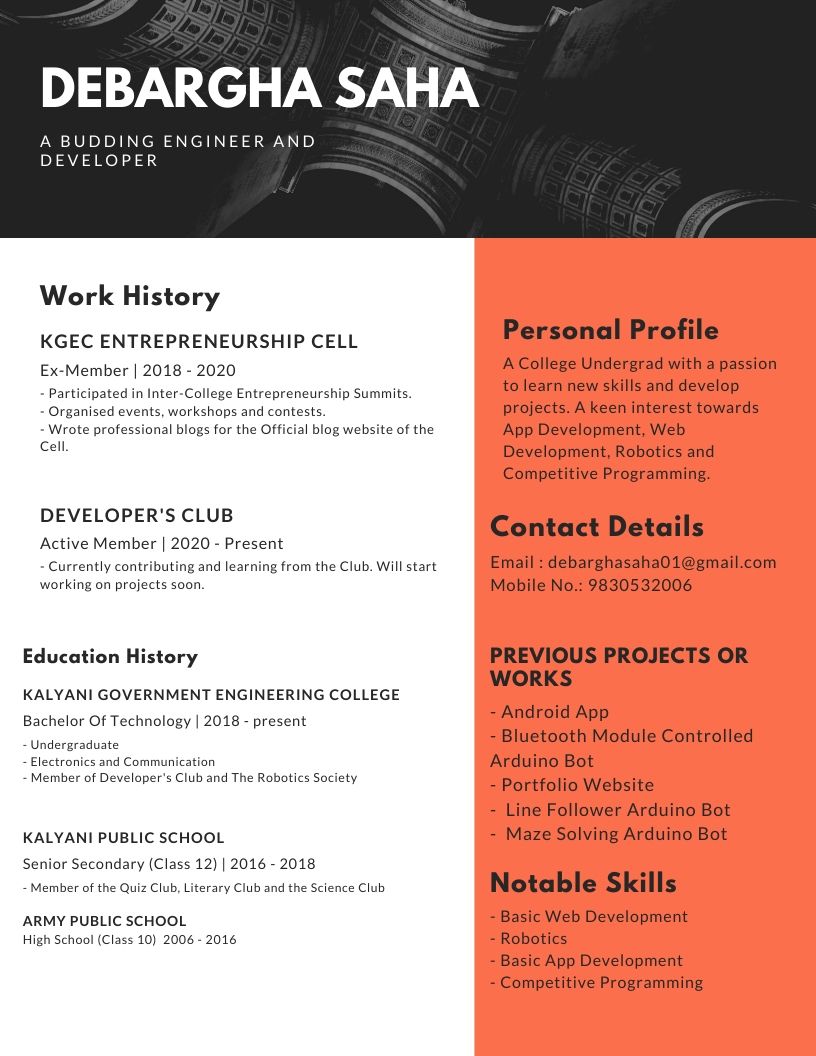 DEBARGHA SAHA
A BUDDING ENGINEER AND
DEVELOPER
Work History
KGEC ENTREPRENEURSHIP CELL
Ex-Member | 2018 - 2020
- Participated in Inter-College Entrepreneurship Summits.
- Organised events, workshops and contests.
- Wrote professional blogs for the Official blog website of the
Cell.
DEVELOPER'S CLUB
Active Member | 2020 - Present
- Currently contributing and learning from the Club. Will start
working on projects soon.
Education History
KALYANI GOVERNMENT ENGINEERING COLLEGE
Bachelor Of Technology | 2018 - present
- Undergraduate
- Electronics and Communication
- Member of Developer's Club and The Robotics Society
KALYANI PUBLIC SCHOOL
Senior Secondary (Class 12) | 2016 - 2018
- Member of the Quiz Club, Literary Club and the Science Club
ARMY PUBLIC SCHOOL
High School (Class 10)  2006 - 2016
Personal Profile
A College Undergrad with a passion
to learn new skills and develop
projects. A keen interest towards
App Development, Web
Development, Robotics and
Competitive Programming.
Contact Details
Email : debarghasaha01@gmail.com
Mobile No.: 9830532006
PREVIOUS PROJECTS OR
WORKS
- Android App
- Bluetooth Module Controlled
Arduino Bot
- Portfolio Website
-  Line Follower Arduino Bot
-  Maze Solving Arduino Bot
Notable Skills
- Basic Web Development
- Robotics
- Basic App Development
- Competitive Programming